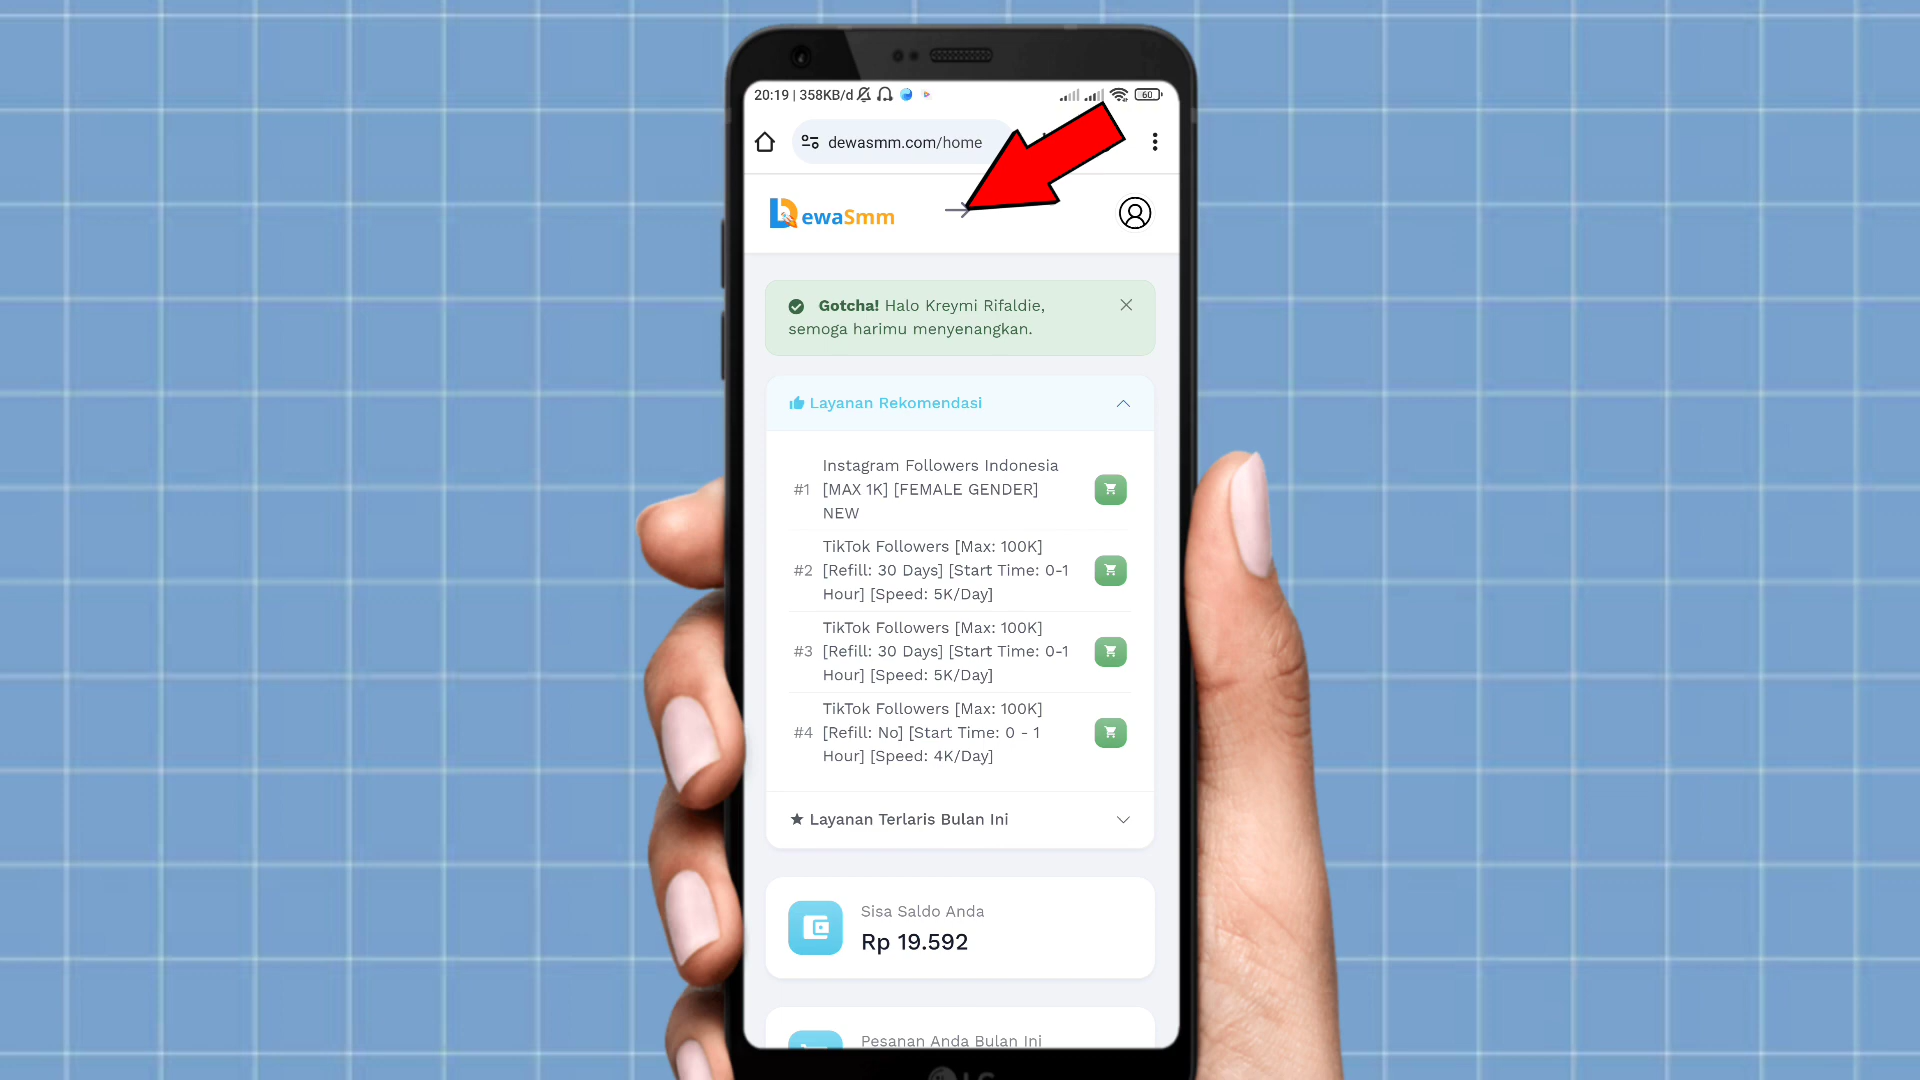 20:19 | 358KB/d
60
dewasmm.com/home
DewaSmm
Gotcha! Halo Kreymi Rifaldie,
semoga harimu menyenangkan.
Layanan Rekomendasi
Instagram Followers Indonesia
#1 [MAX 1K] [FEMALE GENDER]
NEW
TikTok Followers [Max: 100K]
#2 [Refill: 30 Days] [Start Time: 0-1
Hour] [Speed: 5K/Day]
TikTok Followers [Max: 100K]
#3 [Refill: 30 Days] [Start Time: 0-1
Hour] [Speed: 5K/Day]
TikTok Followers [Max: 100K]
#4 [Refill: No] [Start Time: 0 - 1
Hour] [Speed: 4K/Day]
Layanan Terlaris Bulan Ini
Sisa Saldo Anda
Rp 19.592
Pesanan Anda Bulan Ini
LG